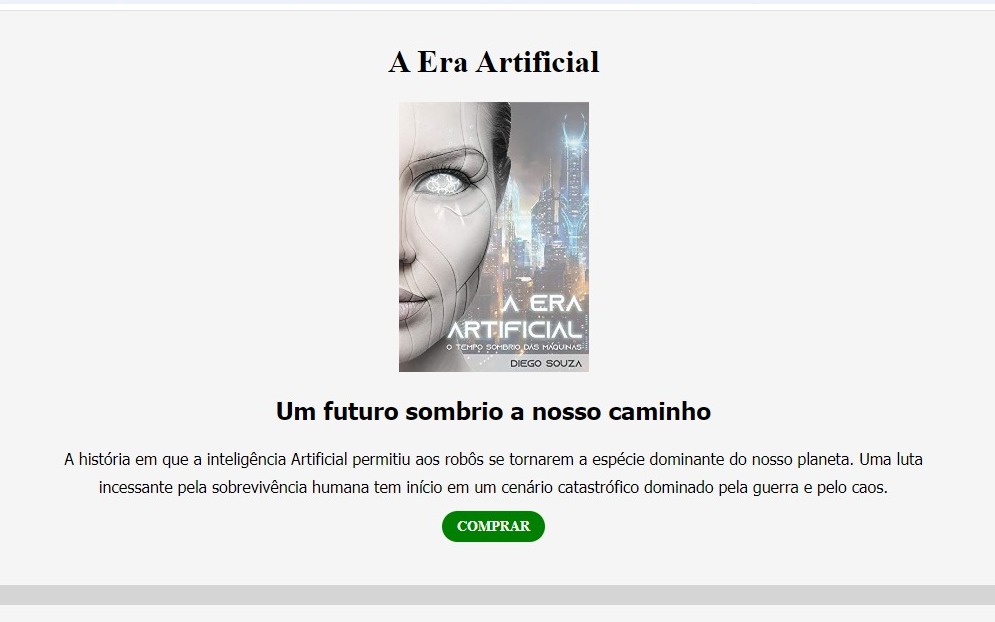 A Era Artificial
A ERA
ARTIFICIAL
O TEMPO SOMBRIO DAS MÁQUINAS
DIEGO SOUZA
Um futuro sombrio a nosso caminho
A história em que a inteligência Artificial permitiu aos robôs se tornarem a espécie dominante do nosso planeta. Uma luta
incessante pela sobrevivência humana tem início em um cenário catastrófico dominado pela guerra e pelo caos.
COMPRAR